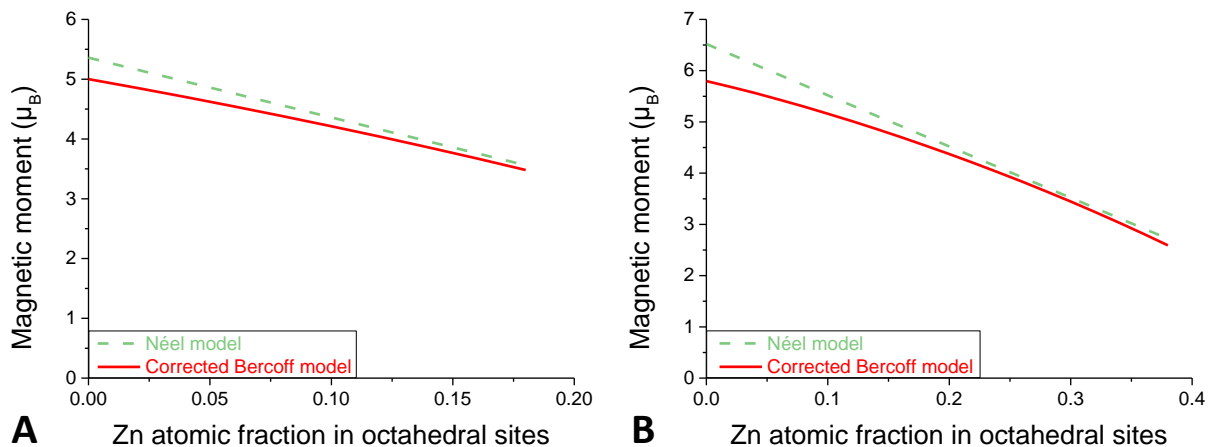 6
5
4
3
2
1
0
Magnetic moment (μ_B)
Néel model
Corrected Bercoff model
0.00 0.05 0.10 0.15 0.20
A Zn atomic fraction in octahedral sites
7
6
5
4
3
2
1
0
Magnetic moment (μ_B)
Néel model
Corrected Bercoff model
0.0 0.1 0.2 0.3 0.4
B Zn atomic fraction in octahedral sites